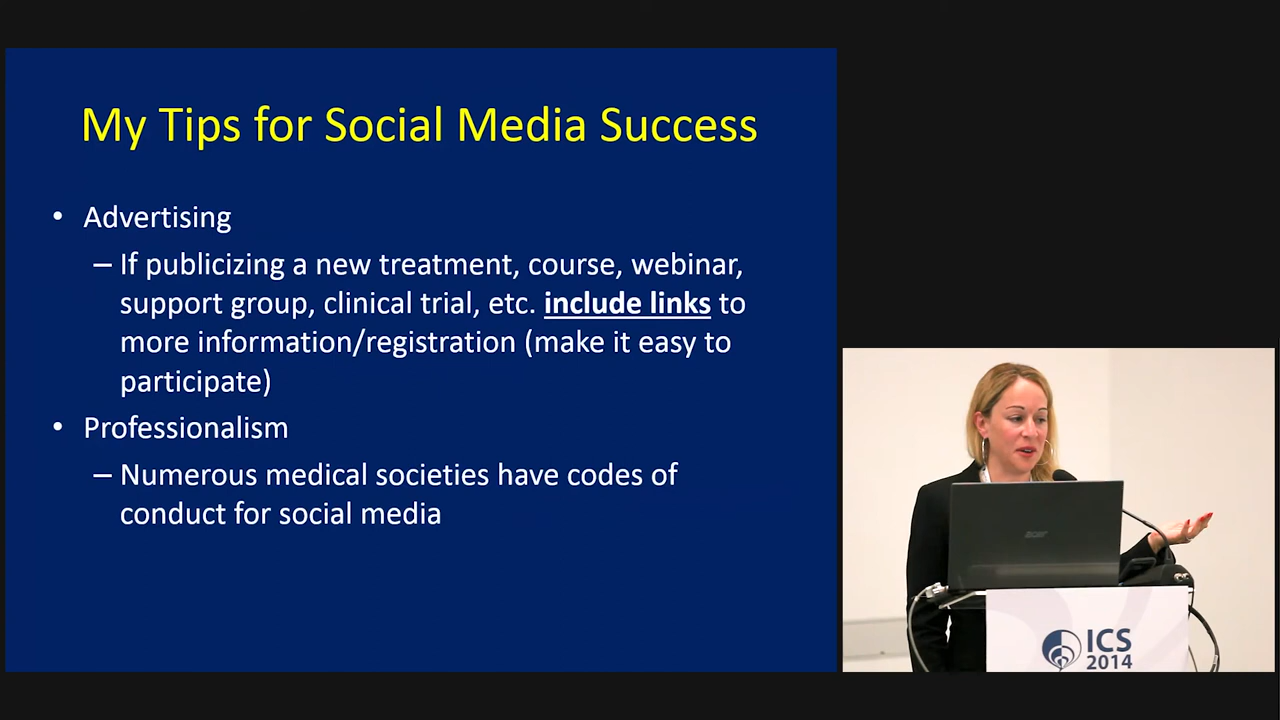 My Tips for Social Media Success
• Advertising
– If publicizing a new treatment, course, webinar,
support group, clinical trial, etc. include links to
more information/registration (make it easy to
participate)
• Professionalism
– Numerous medical societies have codes of
conduct for social media
acer
ICS
2014